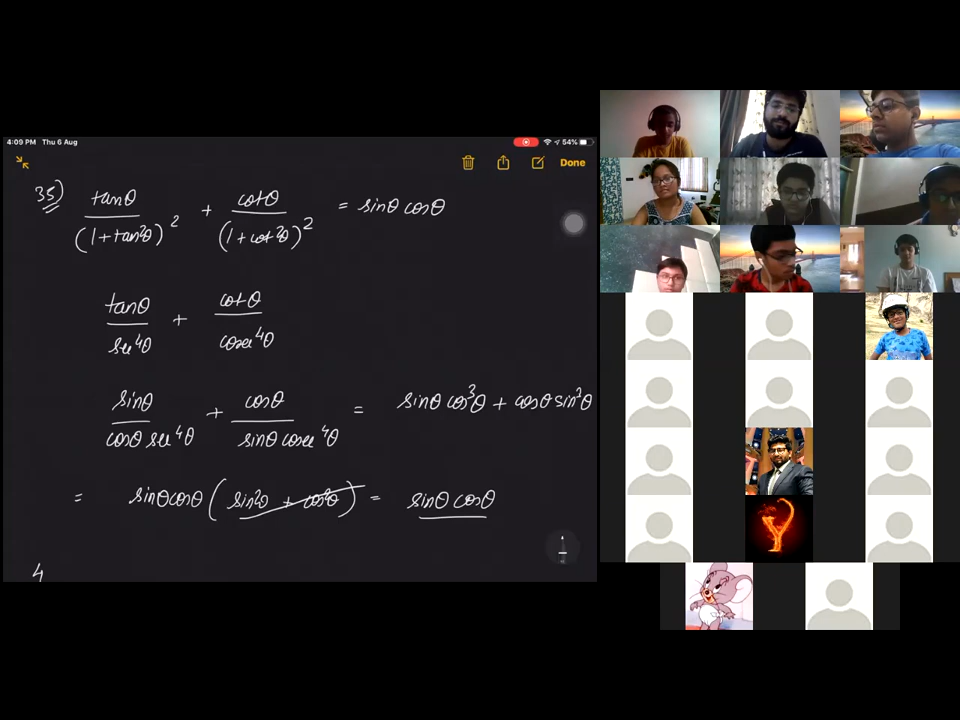 4:09 PM Thu 6 Aug 54%
Done
35) tanθ/(1+tan²θ)² + cotθ/(1+cot²θ)² = sinθ cosθ
tanθ/sec⁴θ + cotθ/cosec⁴θ
sinθ/cosθ sec⁴θ + cosθ/sinθ cosec⁴θ = sinθ cos³θ + cosθ sin³θ
= sinθcosθ (sin²θ + cos²θ) = sinθ cosθ
4